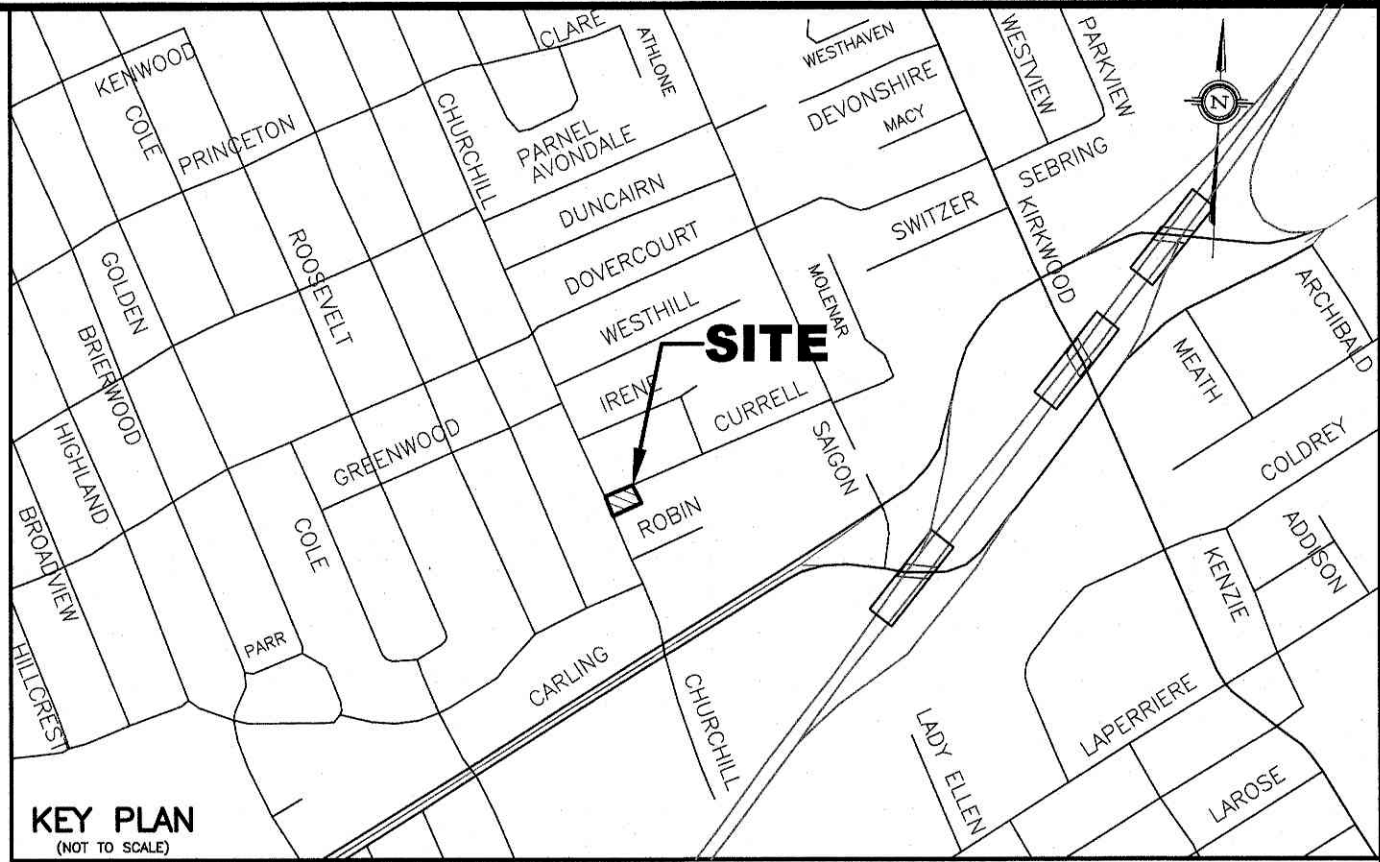 KENWOOD
COLE
PRINCETON
CHURCHILL
CLARE
ATHLONE
WESTHAVEN
DEVONSHIRE
MACY
WESTVIEW
PARKVIEW
PARNEL
AVONDALE
SEBRING
N
DUNCAIRN
DOVERCOURT
SWITZER
KIRKWOOD
GOLDEN
ROOSEVELT
BRIERWOOD
WESTHILL
MOLENAR
ARCHIBALD
SITE
IRENE
CURRELL
MEATH
HIGHLAND
GREENWOOD
SAIGON
COLDREY
BROADVIEW
COLE
ROBIN
ADDISON
KENZIE
HILLCREST
PARR
CARLING
CHURCHILL
LADY ELLEN
LAPERRIERE
LAROSE
KEY PLAN
(NOT TO SCALE)